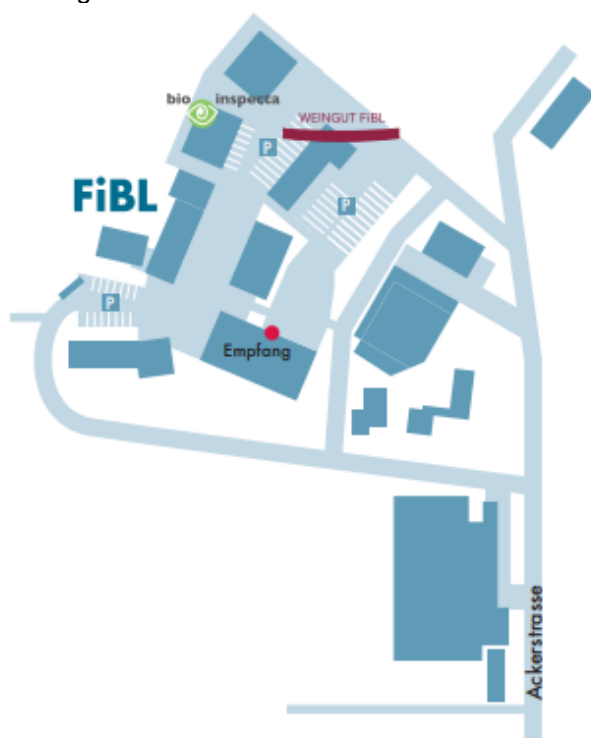 bio inspecta
WEINGUT FiBL
P
FiBL
P
P
Empfang
Ackerstrasse